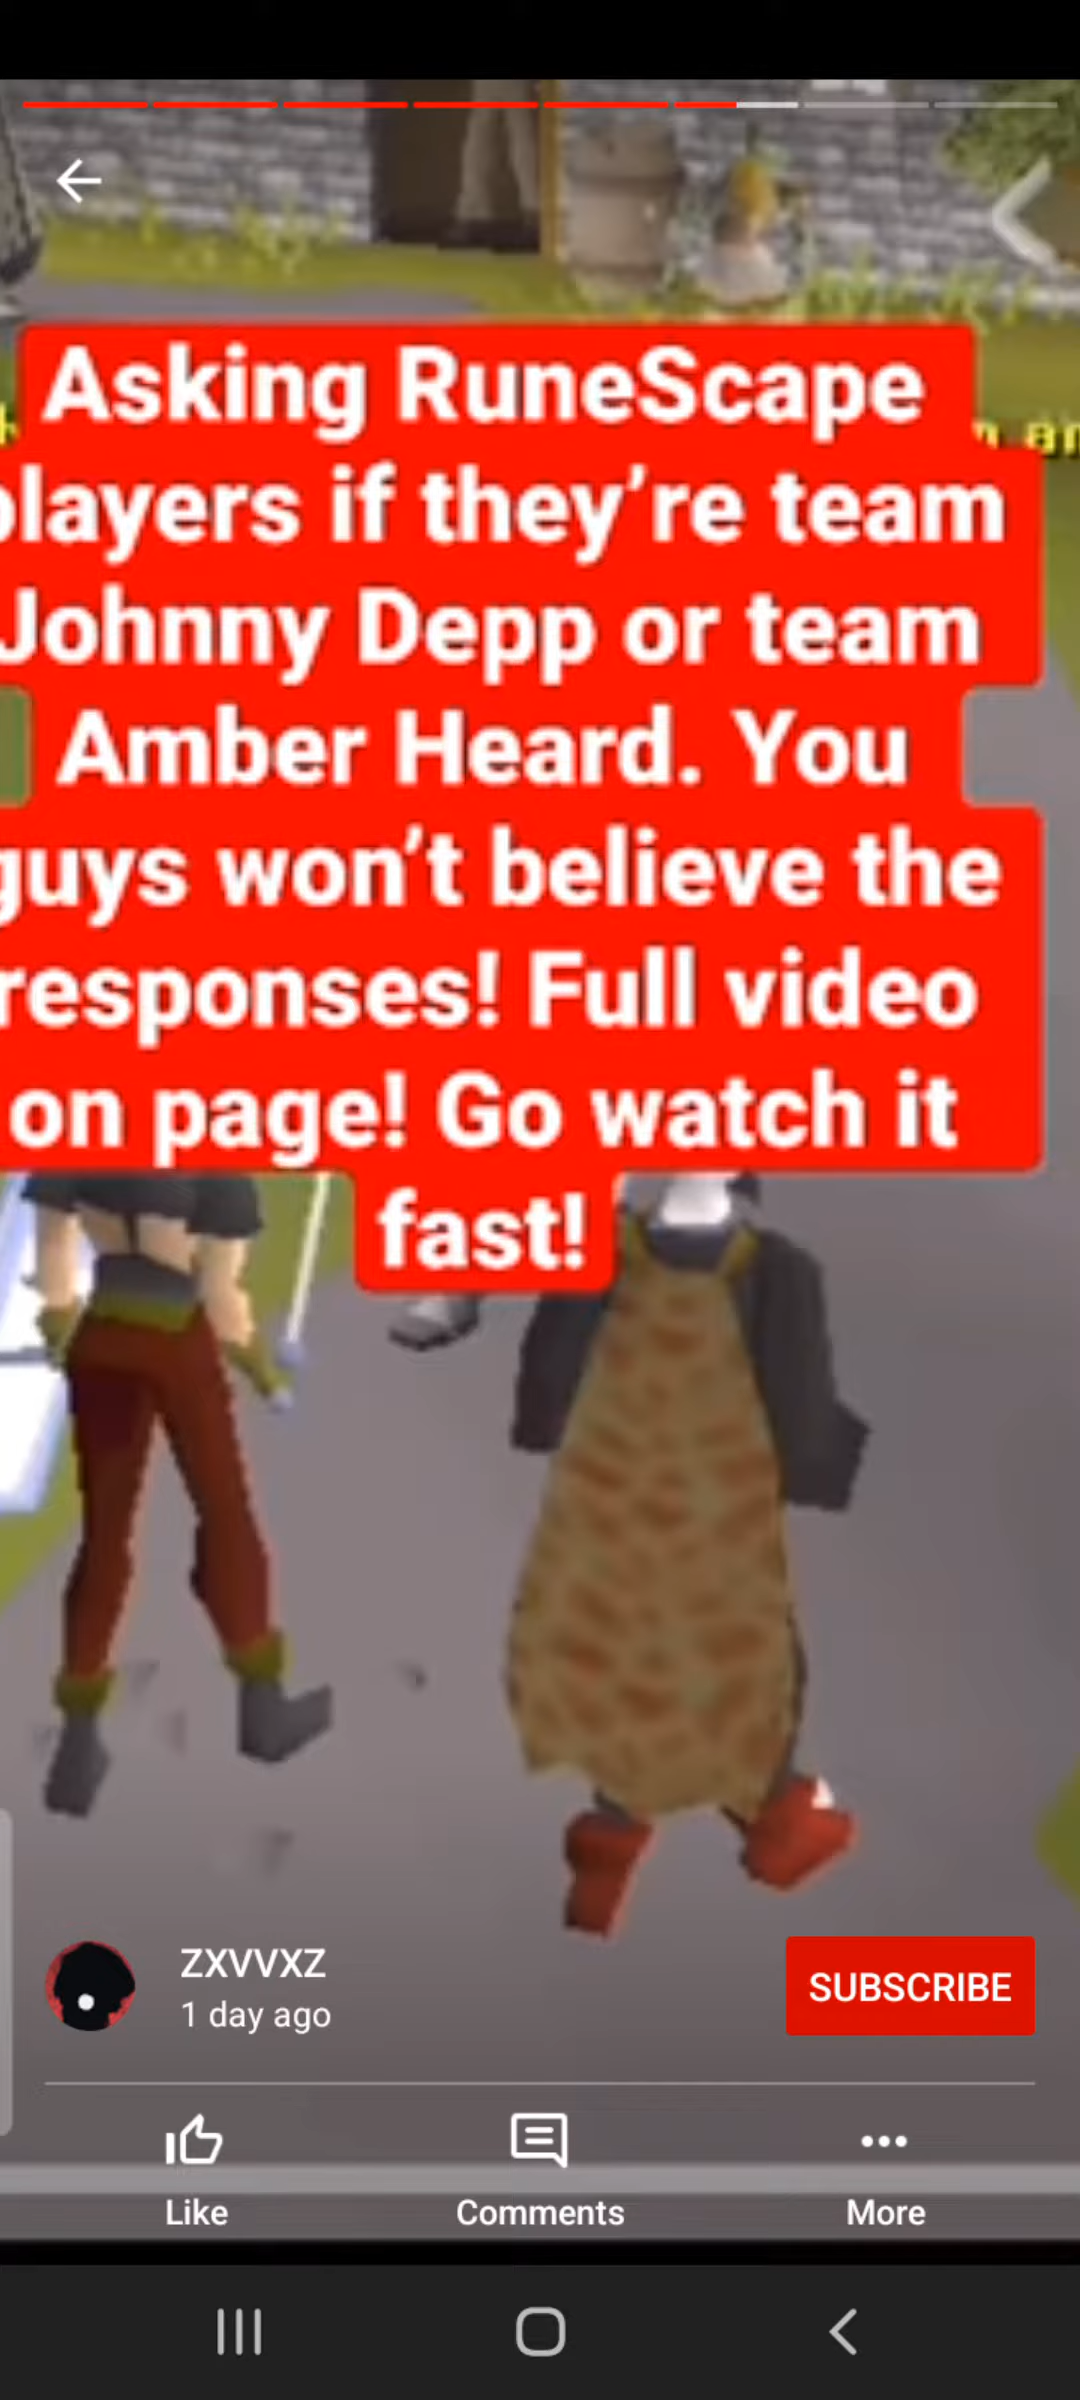 Asking RuneScape
players if they're team
Johnny Depp or team
Amber Heard. You
guys won't believe the
responses! Full video
on page! Go watch it
fast!
ZXVVXZ
1 day ago
SUBSCRIBE
Like
Comments
More